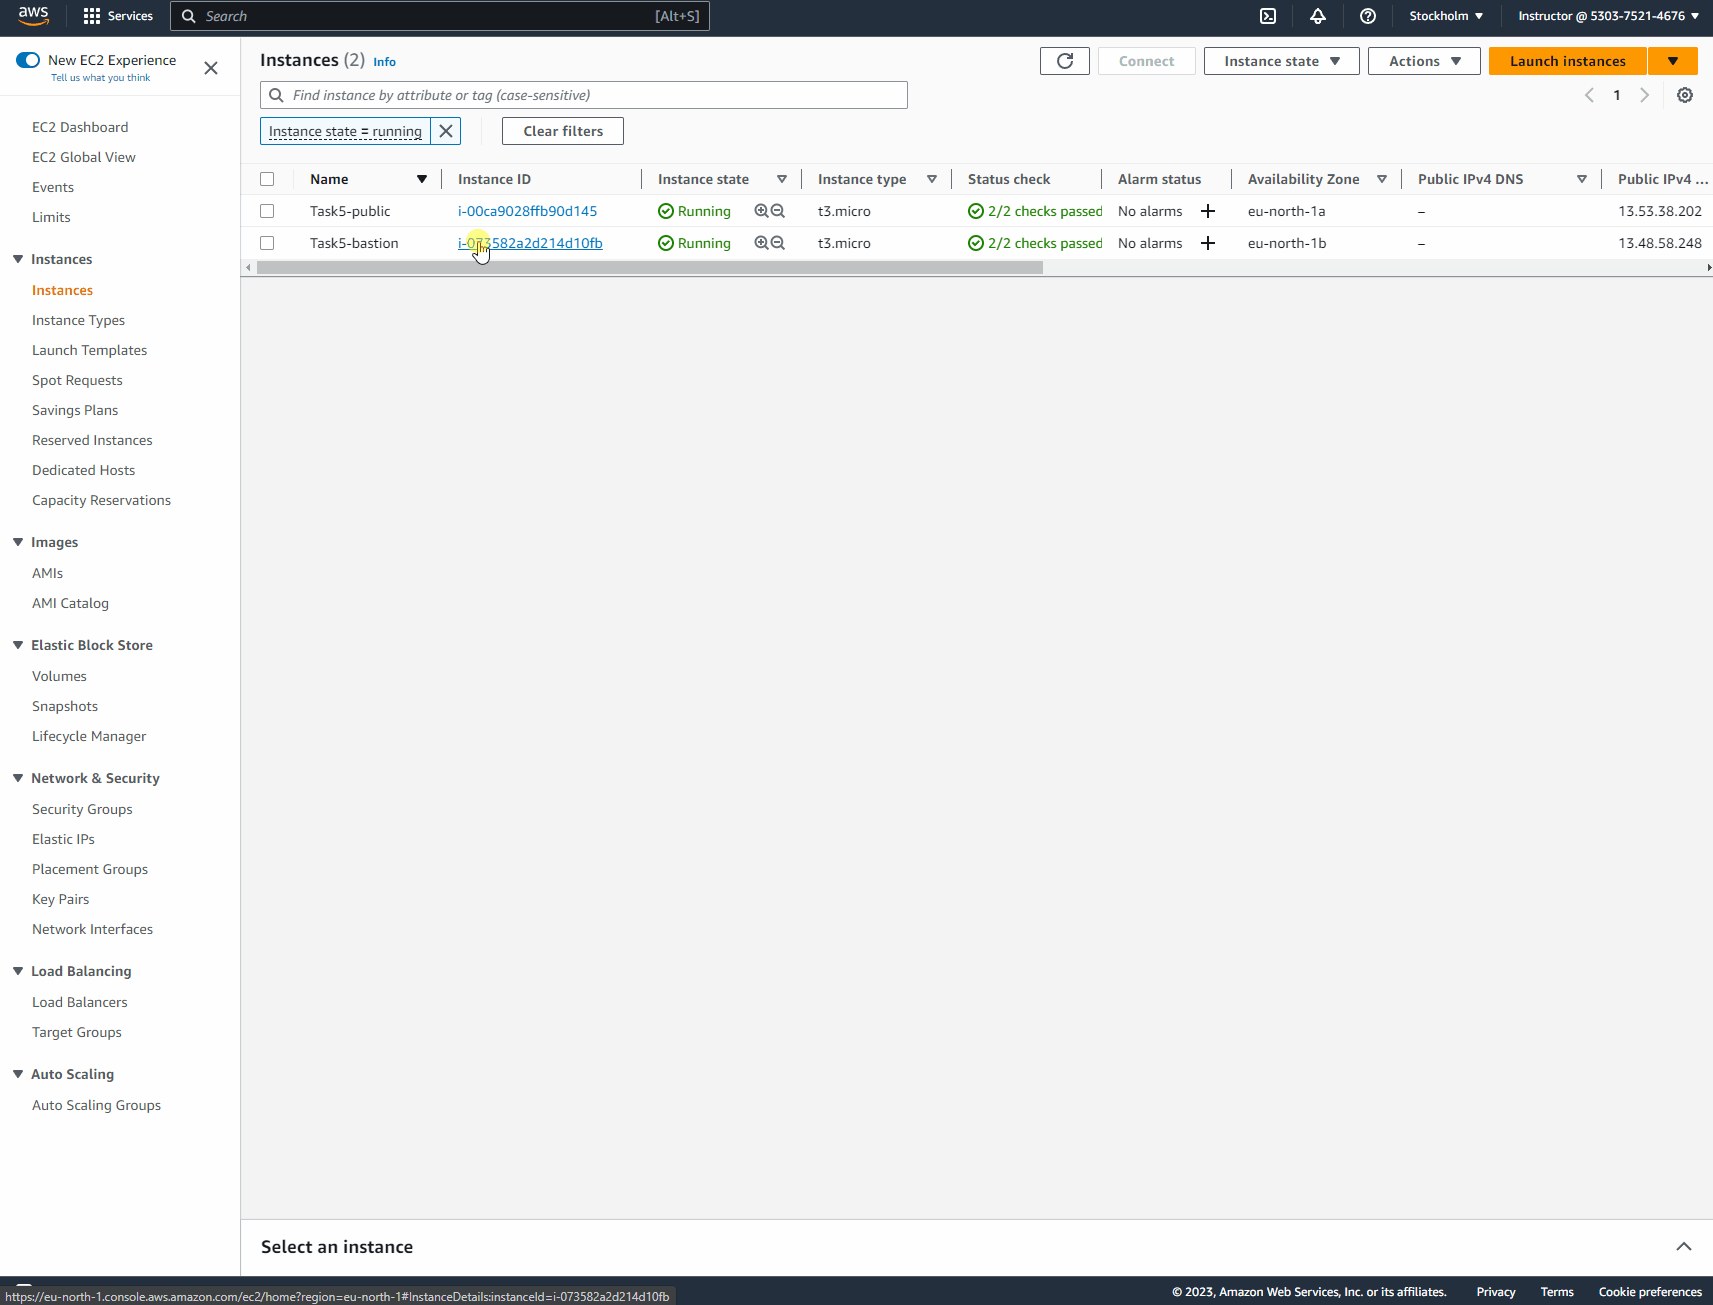 aws Services Search [Alt+S] Stockholm ▼ Instructor @ 5303-7521-4676 ▼
New EC2 Experience
Tell us what you think
EC2 Dashboard
EC2 Global View
Events
Limits
Instances
Instances
Instance Types
Launch Templates
Spot Requests
Savings Plans
Reserved Instances
Dedicated Hosts
Capacity Reservations
Images
AMIs
AMI Catalog
Elastic Block Store
Volumes
Snapshots
Lifecycle Manager
Network & Security
Security Groups
Elastic IPs
Placement Groups
Key Pairs
Network Interfaces
Load Balancing
Load Balancers
Target Groups
Auto Scaling
Auto Scaling Groups
Instances (2) Info Connect Instance state ▼ Actions ▼ Launch instances ▼
Find instance by attribute or tag (case-sensitive) 1
Instance state = running Clear filters
Name Instance ID Instance state Instance type Status check Alarm status Availability Zone Public IPv4 DNS Public IPv4 ...
Task5-public i-00ca9028ffb90d145 Running t3.micro 2/2 checks passed No alarms + eu-north-1a – 13.53.38.202
Task5-bastion i-073582a2d214d10fb Running t3.micro 2/2 checks passed No alarms + eu-north-1b – 13.48.58.248
Select an instance
https://eu-north-1.console.aws.amazon.com/ec2/home?region=eu-north-1#InstanceDetails:instanceId=i-073582a2d214d10fb
© 2023, Amazon Web Services, Inc. or its affiliates. Privacy Terms Cookie preferences